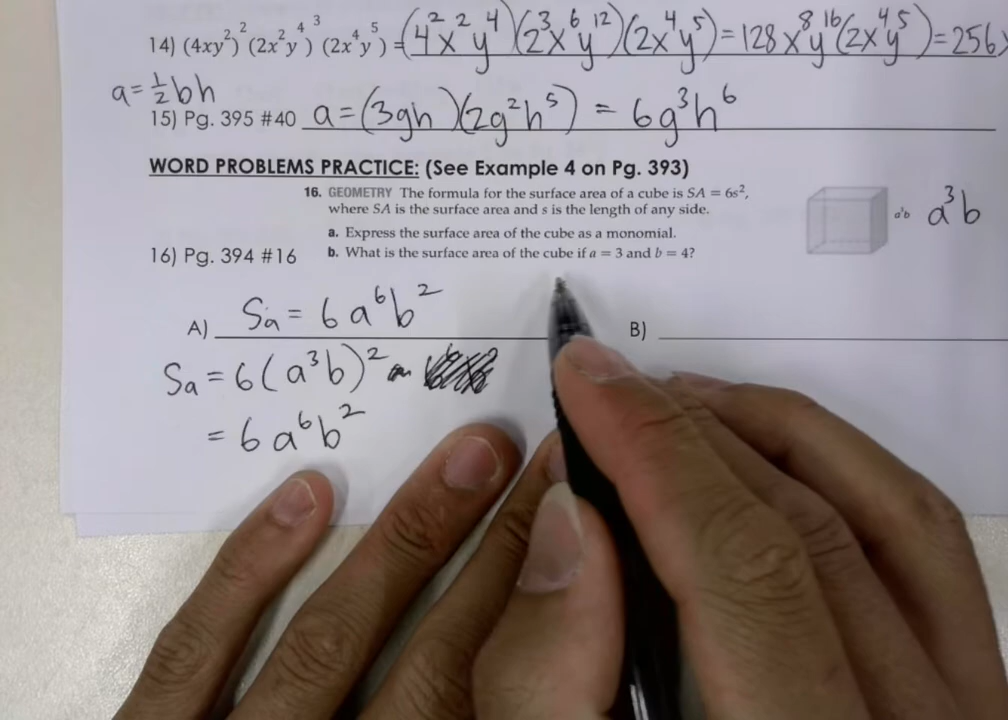 14) (4xy²)² (2x²y⁴)³ (2x⁴y⁵) = (4²x²y⁴)(2³x⁶y¹²)(2x⁴y⁵) = 128x⁸y¹⁶(2x⁴y⁵) = 256
a = ½bh
15) Pg. 395 #40 a = (3gh)(2g²h⁵) = 6g³h⁶
WORD PROBLEMS PRACTICE: (See Example 4 on Pg. 393)
16. GEOMETRY The formula for the surface area of a cube is SA = 6s²,
where SA is the surface area and s is the length of any side.
a³b a³b
a. Express the surface area of the cube as a monomial.
16) Pg. 394 #16 b. What is the surface area of the cube if a = 3 and b = 4?
A) Sa = 6a⁶b² B)
Sa = 6(a³b)²
= 6a⁶b²